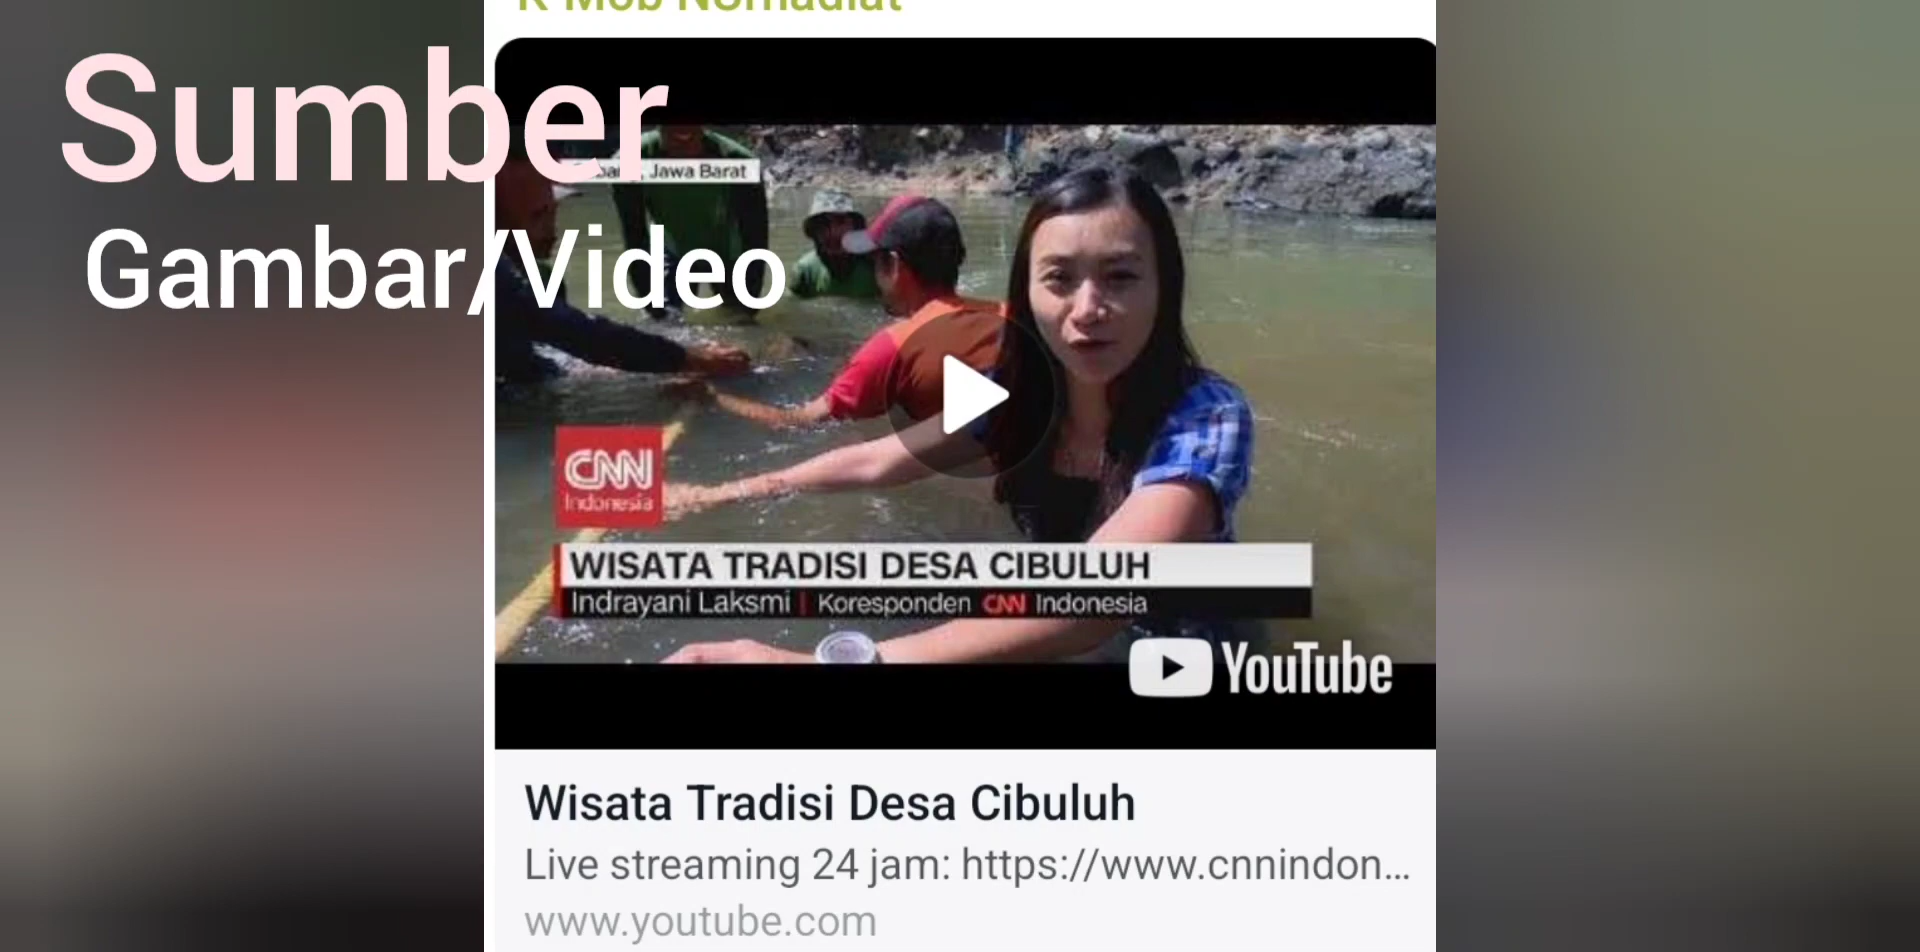 Sumber
Gambar/Video
Jawa Barat
CNN
Indonesia
WISATA TRADISI DESA CIBULUH
Indrayani Laksmi | Koresponden CNN Indonesia
YouTube
Wisata Tradisi Desa Cibuluh
Live streaming 24 jam: https://www.cnnindon...
www.youtube.com